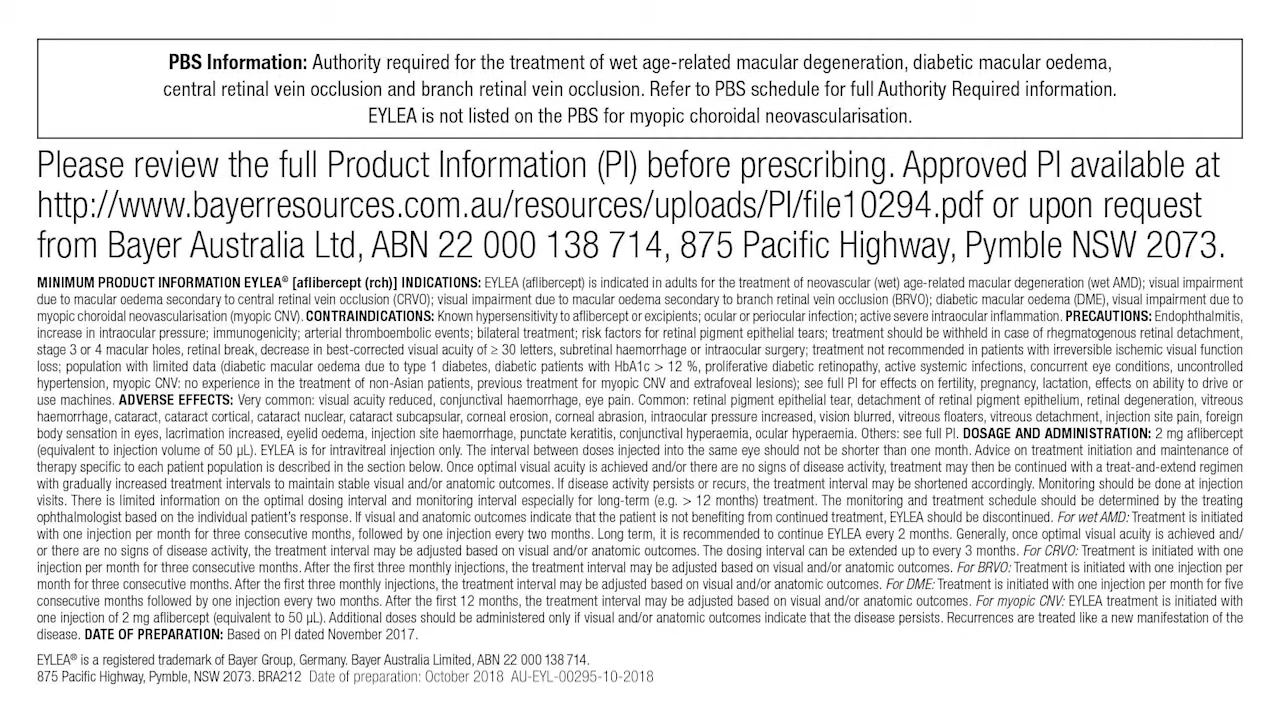 PBS Information: Authority required for the treatment of wet age-related macular degeneration, diabetic macular oedema,
central retinal vein occlusion and branch retinal vein occlusion. Refer to PBS schedule for full Authority Required information.
EYLEA is not listed on the PBS for myopic choroidal neovascularisation.
Please review the full Product Information (PI) before prescribing. Approved PI available at
http://www.bayerresources.com.au/resources/uploads/PI/file10294.pdf or upon request
from Bayer Australia Ltd, ABN 22 000 138 714, 875 Pacific Highway, Pymble NSW 2073.
MINIMUM PRODUCT INFORMATION EYLEA® [aflibercept (rch)] INDICATIONS: EYLEA (aflibercept) is indicated in adults for the treatment of neovascular (wet) age-related macular degeneration (wet AMD); visual impairment
due to macular oedema secondary to central retinal vein occlusion (CRVO); visual impairment due to macular oedema secondary to branch retinal vein occlusion (BRVO); diabetic macular oedema (DME), visual impairment due to
myopic choroidal neovascularisation (myopic CNV). CONTRAINDICATIONS: Known hypersensitivity to aflibercept or excipients; ocular or periocular infection; active severe intraocular inflammation. PRECAUTIONS: Endophthalmitis,
increase in intraocular pressure; immunogenicity; arterial thromboembolic events; bilateral treatment; risk factors for retinal pigment epithelial tears; treatment should be withheld in case of rhegmatogenous retinal detachment,
stage 3 or 4 macular holes, retinal break, decrease in best-corrected visual acuity of ≥ 30 letters, subretinal haemorrhage or intraocular surgery; treatment not recommended in patients with irreversible ischemic visual function
loss; population with limited data (diabetic macular oedema due to type 1 diabetes, diabetic patients with HbA1c > 12 %, proliferative diabetic retinopathy, active systemic infections, concurrent eye conditions, uncontrolled
hypertension, myopic CNV: no experience in the treatment of non-Asian patients, previous treatment for myopic CNV and extrafoveal lesions); see full PI for effects on fertility, pregnancy, lactation, effects on ability to drive or
use machines. ADVERSE EFFECTS: Very common: visual acuity reduced, conjunctival haemorrhage, eye pain. Common: retinal pigment epithelial tear, detachment of retinal pigment epithelium, retinal degeneration, vitreous
haemorrhage, cataract, cataract cortical, cataract nuclear, cataract subcapsular, corneal erosion, corneal abrasion, intraocular pressure increased, vision blurred, vitreous floaters, vitreous detachment, injection site pain, foreign
body sensation in eyes, lacrimation increased, eyelid oedema, injection site haemorrhage, punctate keratitis, conjunctival hyperaemia, ocular hyperaemia. Others: see full PI. DOSAGE AND ADMINISTRATION: 2 mg aflibercept
(equivalent to injection volume of 50 µL). EYLEA is for intravitreal injection only. The interval between doses injected into the same eye should not be shorter than one month. Advice on treatment initiation and maintenance of
therapy specific to each patient population is described in the section below. Once optimal visual acuity is achieved and/or there are no signs of disease activity, treatment may then be continued with a treat-and-extend regimen
with gradually increased treatment intervals to maintain stable visual and/or anatomic outcomes. If disease activity persists or recurs, the treatment interval may be shortened accordingly. Monitoring should be done at injection
visits. There is limited information on the optimal dosing interval and monitoring interval especially for long-term (e.g. > 12 months) treatment. The monitoring and treatment schedule should be determined by the treating
ophthalmologist based on the individual patient's response. If visual and anatomic outcomes indicate that the patient is not benefiting from continued treatment, EYLEA should be discontinued. For wet AMD: Treatment is initiated
with one injection per month for three consecutive months, followed by one injection every two months. Long term, it is recommended to continue EYLEA every 2 months. Generally, once optimal visual acuity is achieved and/
or there are no signs of disease activity, the treatment interval may be adjusted based on visual and/or anatomic outcomes. The dosing interval can be extended up to every 3 months. For CRVO: Treatment is initiated with one
injection per month for three consecutive months. After the first three monthly injections, the treatment interval may be adjusted based on visual and/or anatomic outcomes. For BRVO: Treatment is initiated with one injection per
month for three consecutive months. After the first three monthly injections, the treatment interval may be adjusted based on visual and/or anatomic outcomes. For DME: Treatment is initiated with one injection per month for five
consecutive months followed by one injection every two months. After the first 12 months, the treatment interval may be adjusted based on visual and/or anatomic outcomes. For myopic CNV: EYLEA treatment is initiated with
one injection of 2 mg aflibercept (equivalent to 50 µL). Additional doses should be administered only if visual and/or anatomic outcomes indicate that the disease persists. Recurrences are treated like a new manifestation of the
disease. DATE OF PREPARATION: Based on PI dated November 2017.
EYLEA® is a registered trademark of Bayer Group, Germany. Bayer Australia Limited, ABN 22 000 138 714.
875 Pacific Highway, Pymble, NSW 2073. BRA212 Date of preparation: October 2018 AU-EYL-00295-10-2018